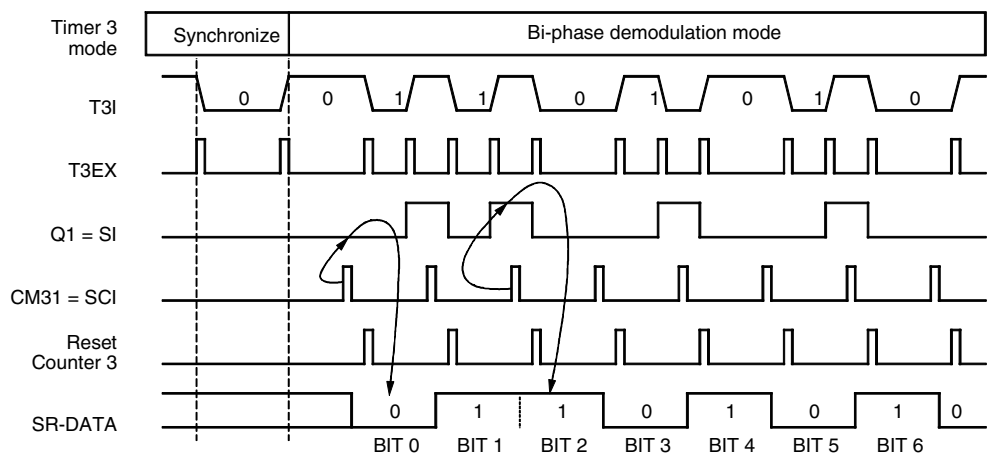 Timer 3
mode
Synchronize
Bi-phase demodulation mode
T3I
0 0 1 1 0 1 0 1 0
T3EX
Q1 = SI
CM31 = SCI
Reset
Counter 3
SR-DATA
0 1 1 0 1 0 1 0
BIT 0 BIT 1 BIT 2 BIT 3 BIT 4 BIT 5 BIT 6